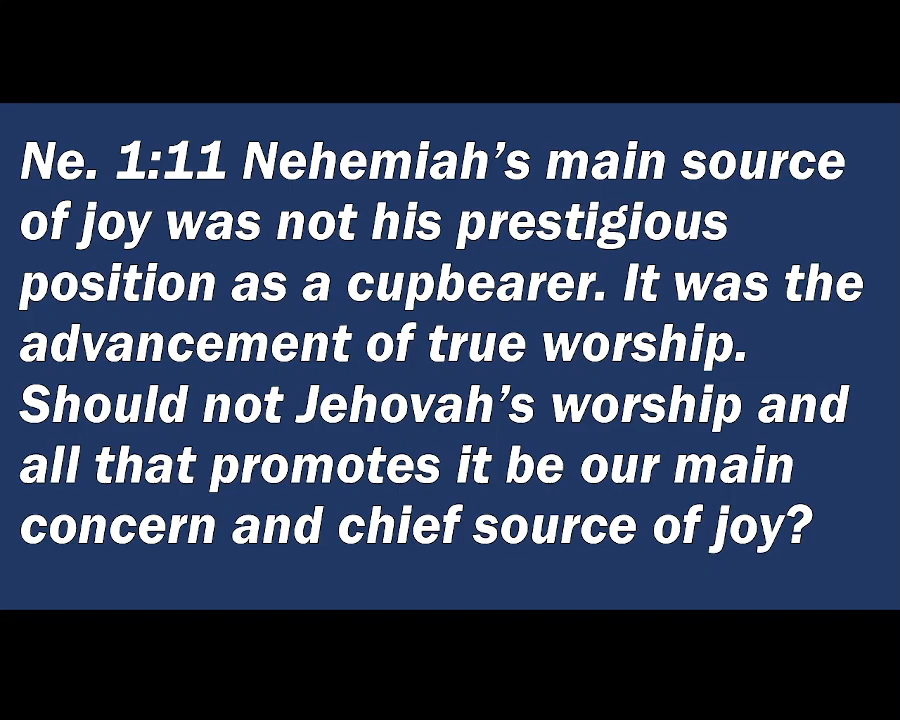 Ne. 1:11 Nehemiah’s main source
of joy was not his prestigious
position as a cupbearer. It was the
advancement of true worship.
Should not Jehovah’s worship and
all that promotes it be our main
concern and chief source of joy?